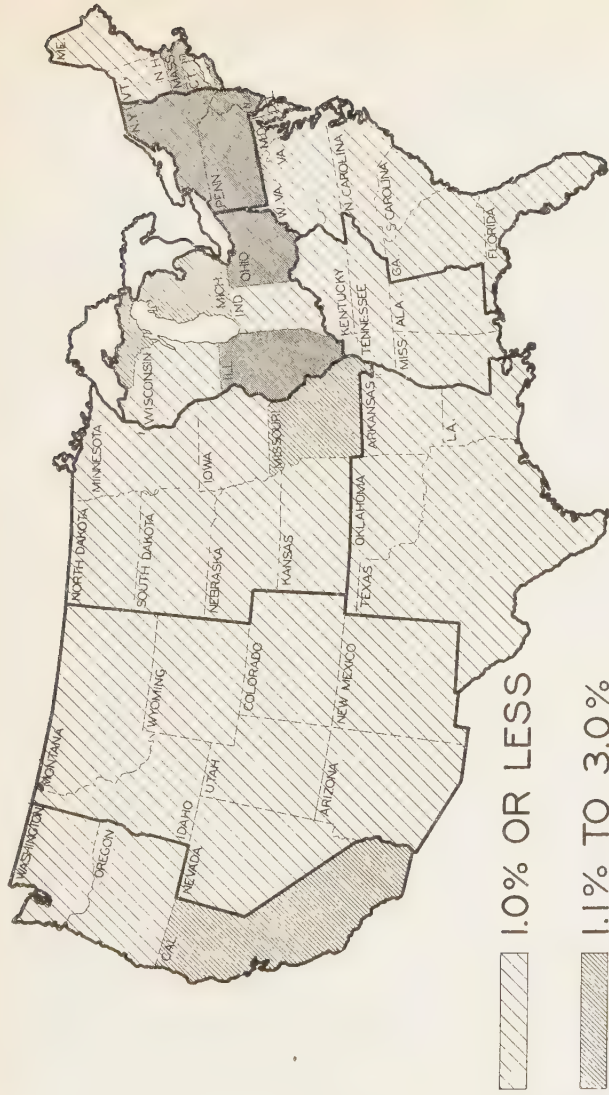 WASHINGTON
MONTANA
NORTH DAKOTA
MINNESOTA
OREGON
IDAHO
WYOMING
SOUTH DAKOTA
WISCONSIN
MICH.
N.Y.
VT.
N.H.
ME.
MASS.
NEVADA
UTAH
COLORADO
NEBRASKA
IOWA
ILL.
IND
OHIO
PENN
CAL.
KANSAS
MISSOURI
KENTUCKY
W.VA.
VA.
MD.
ARIZONA
NEW MEXICO
OKLAHOMA
ARKANSAS
TENNESSEE
N. CAROLINA
TEXAS
LA.
MISS.
ALA
GA.
S CAROLINA
FLORIDA
1.0% OR LESS
1.1% TO 3.0%